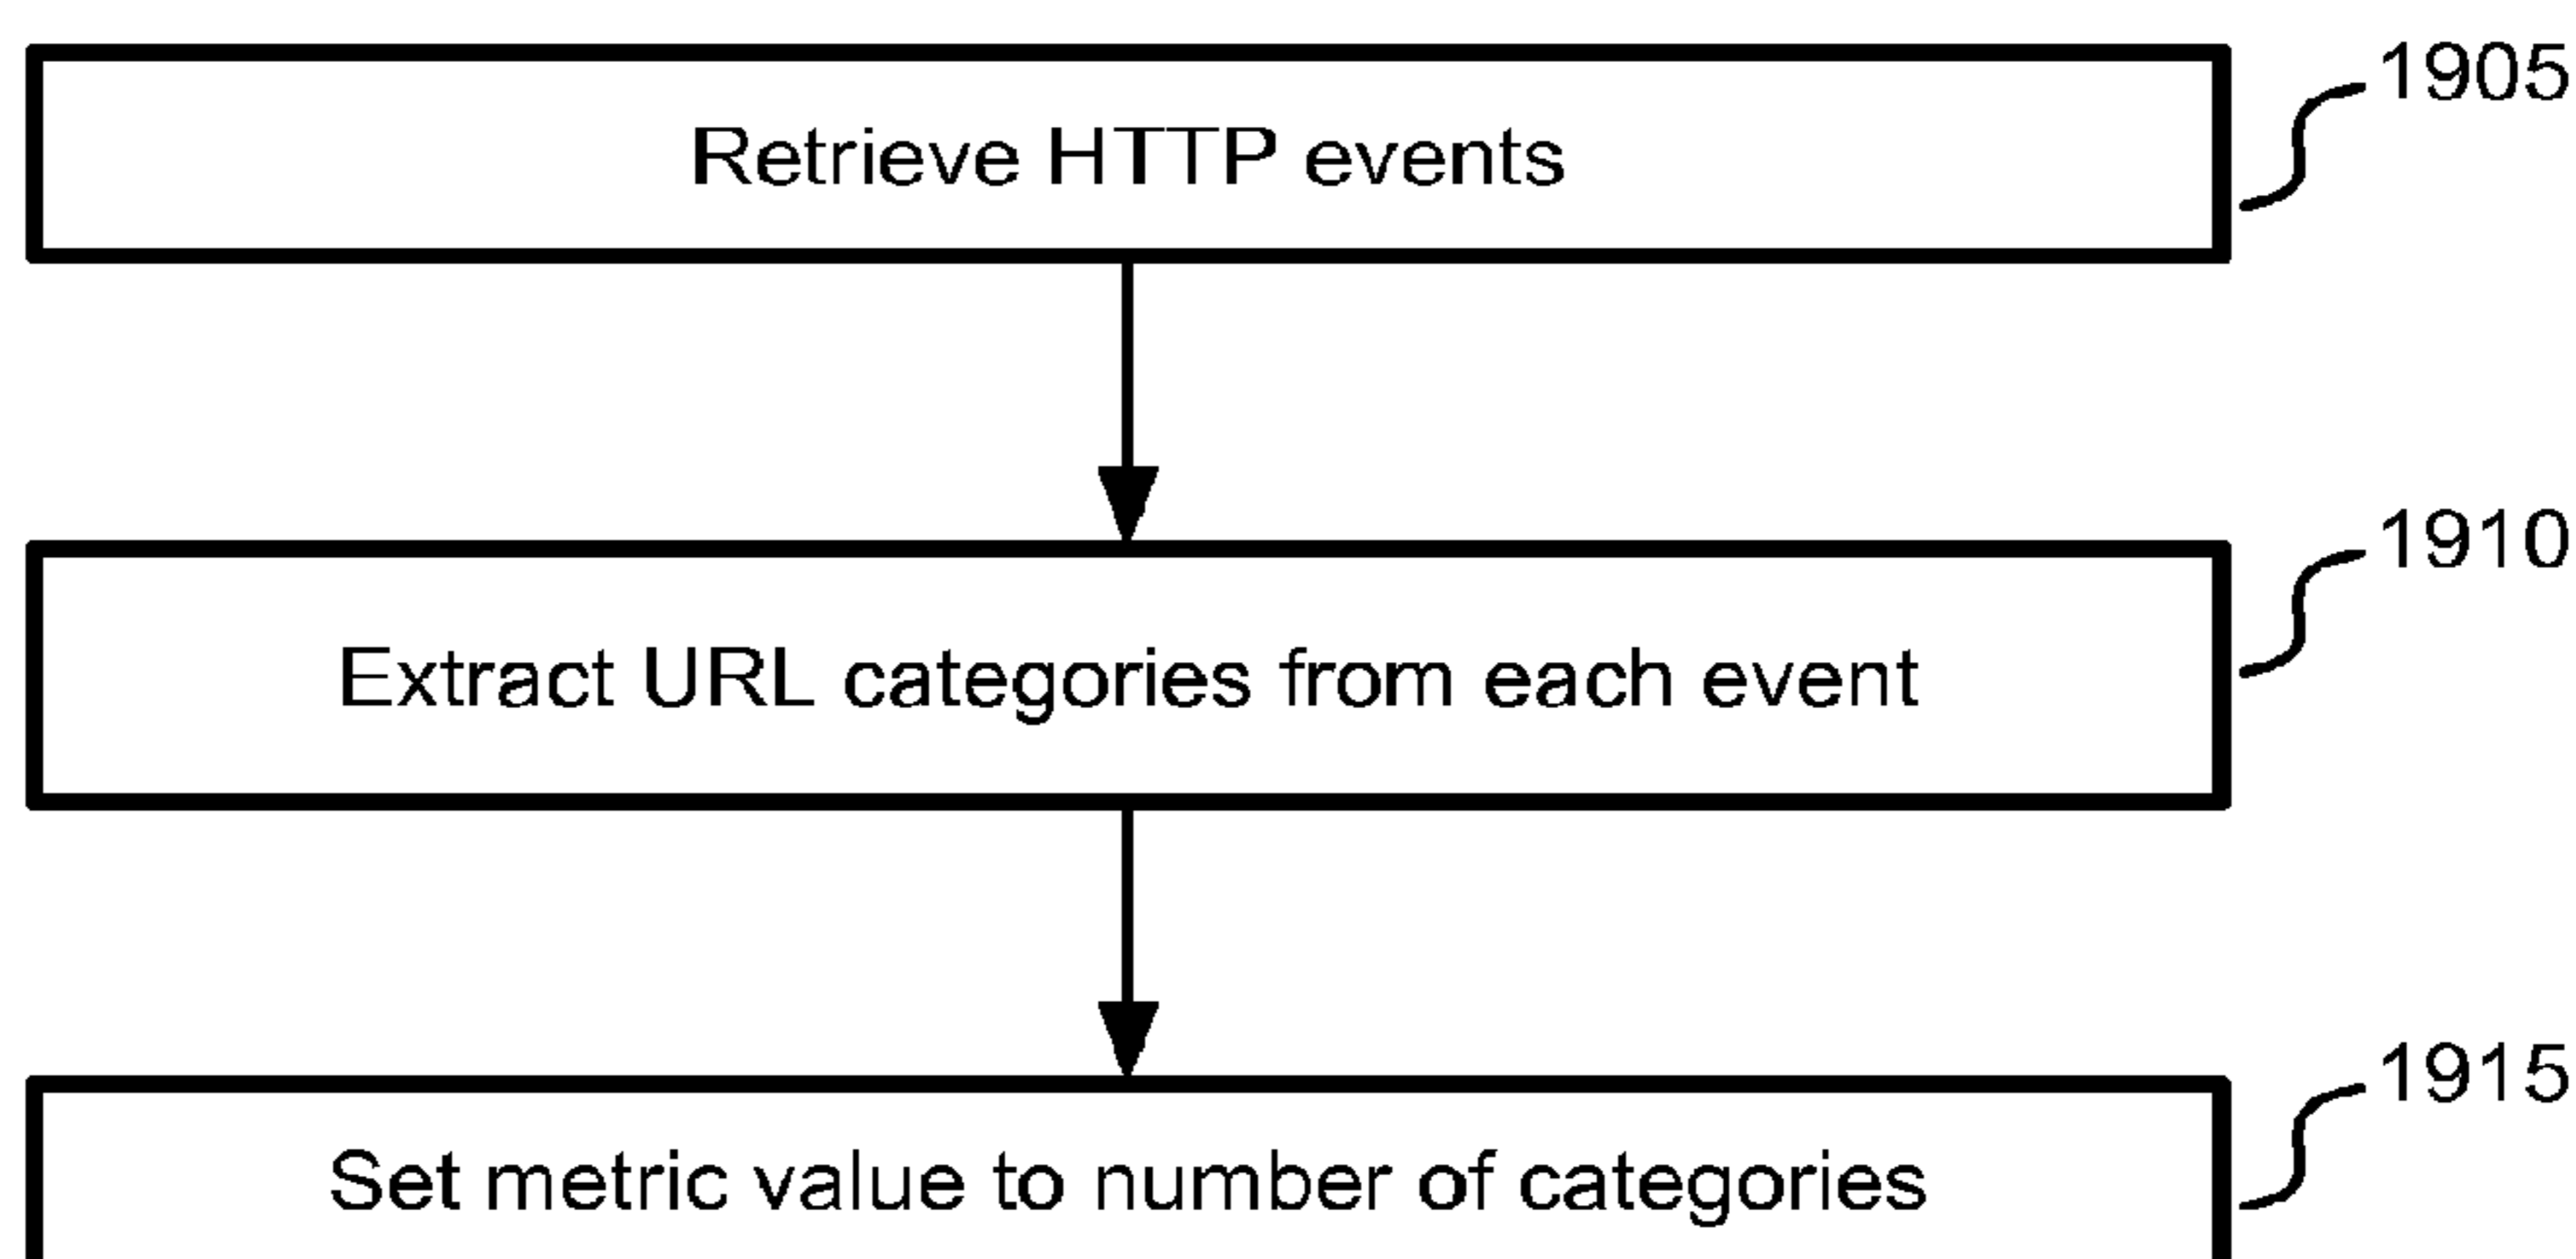 1905
Retrieve HTTP events
1910
Extract URL categories from each event
1915
Set metric value to number of categories